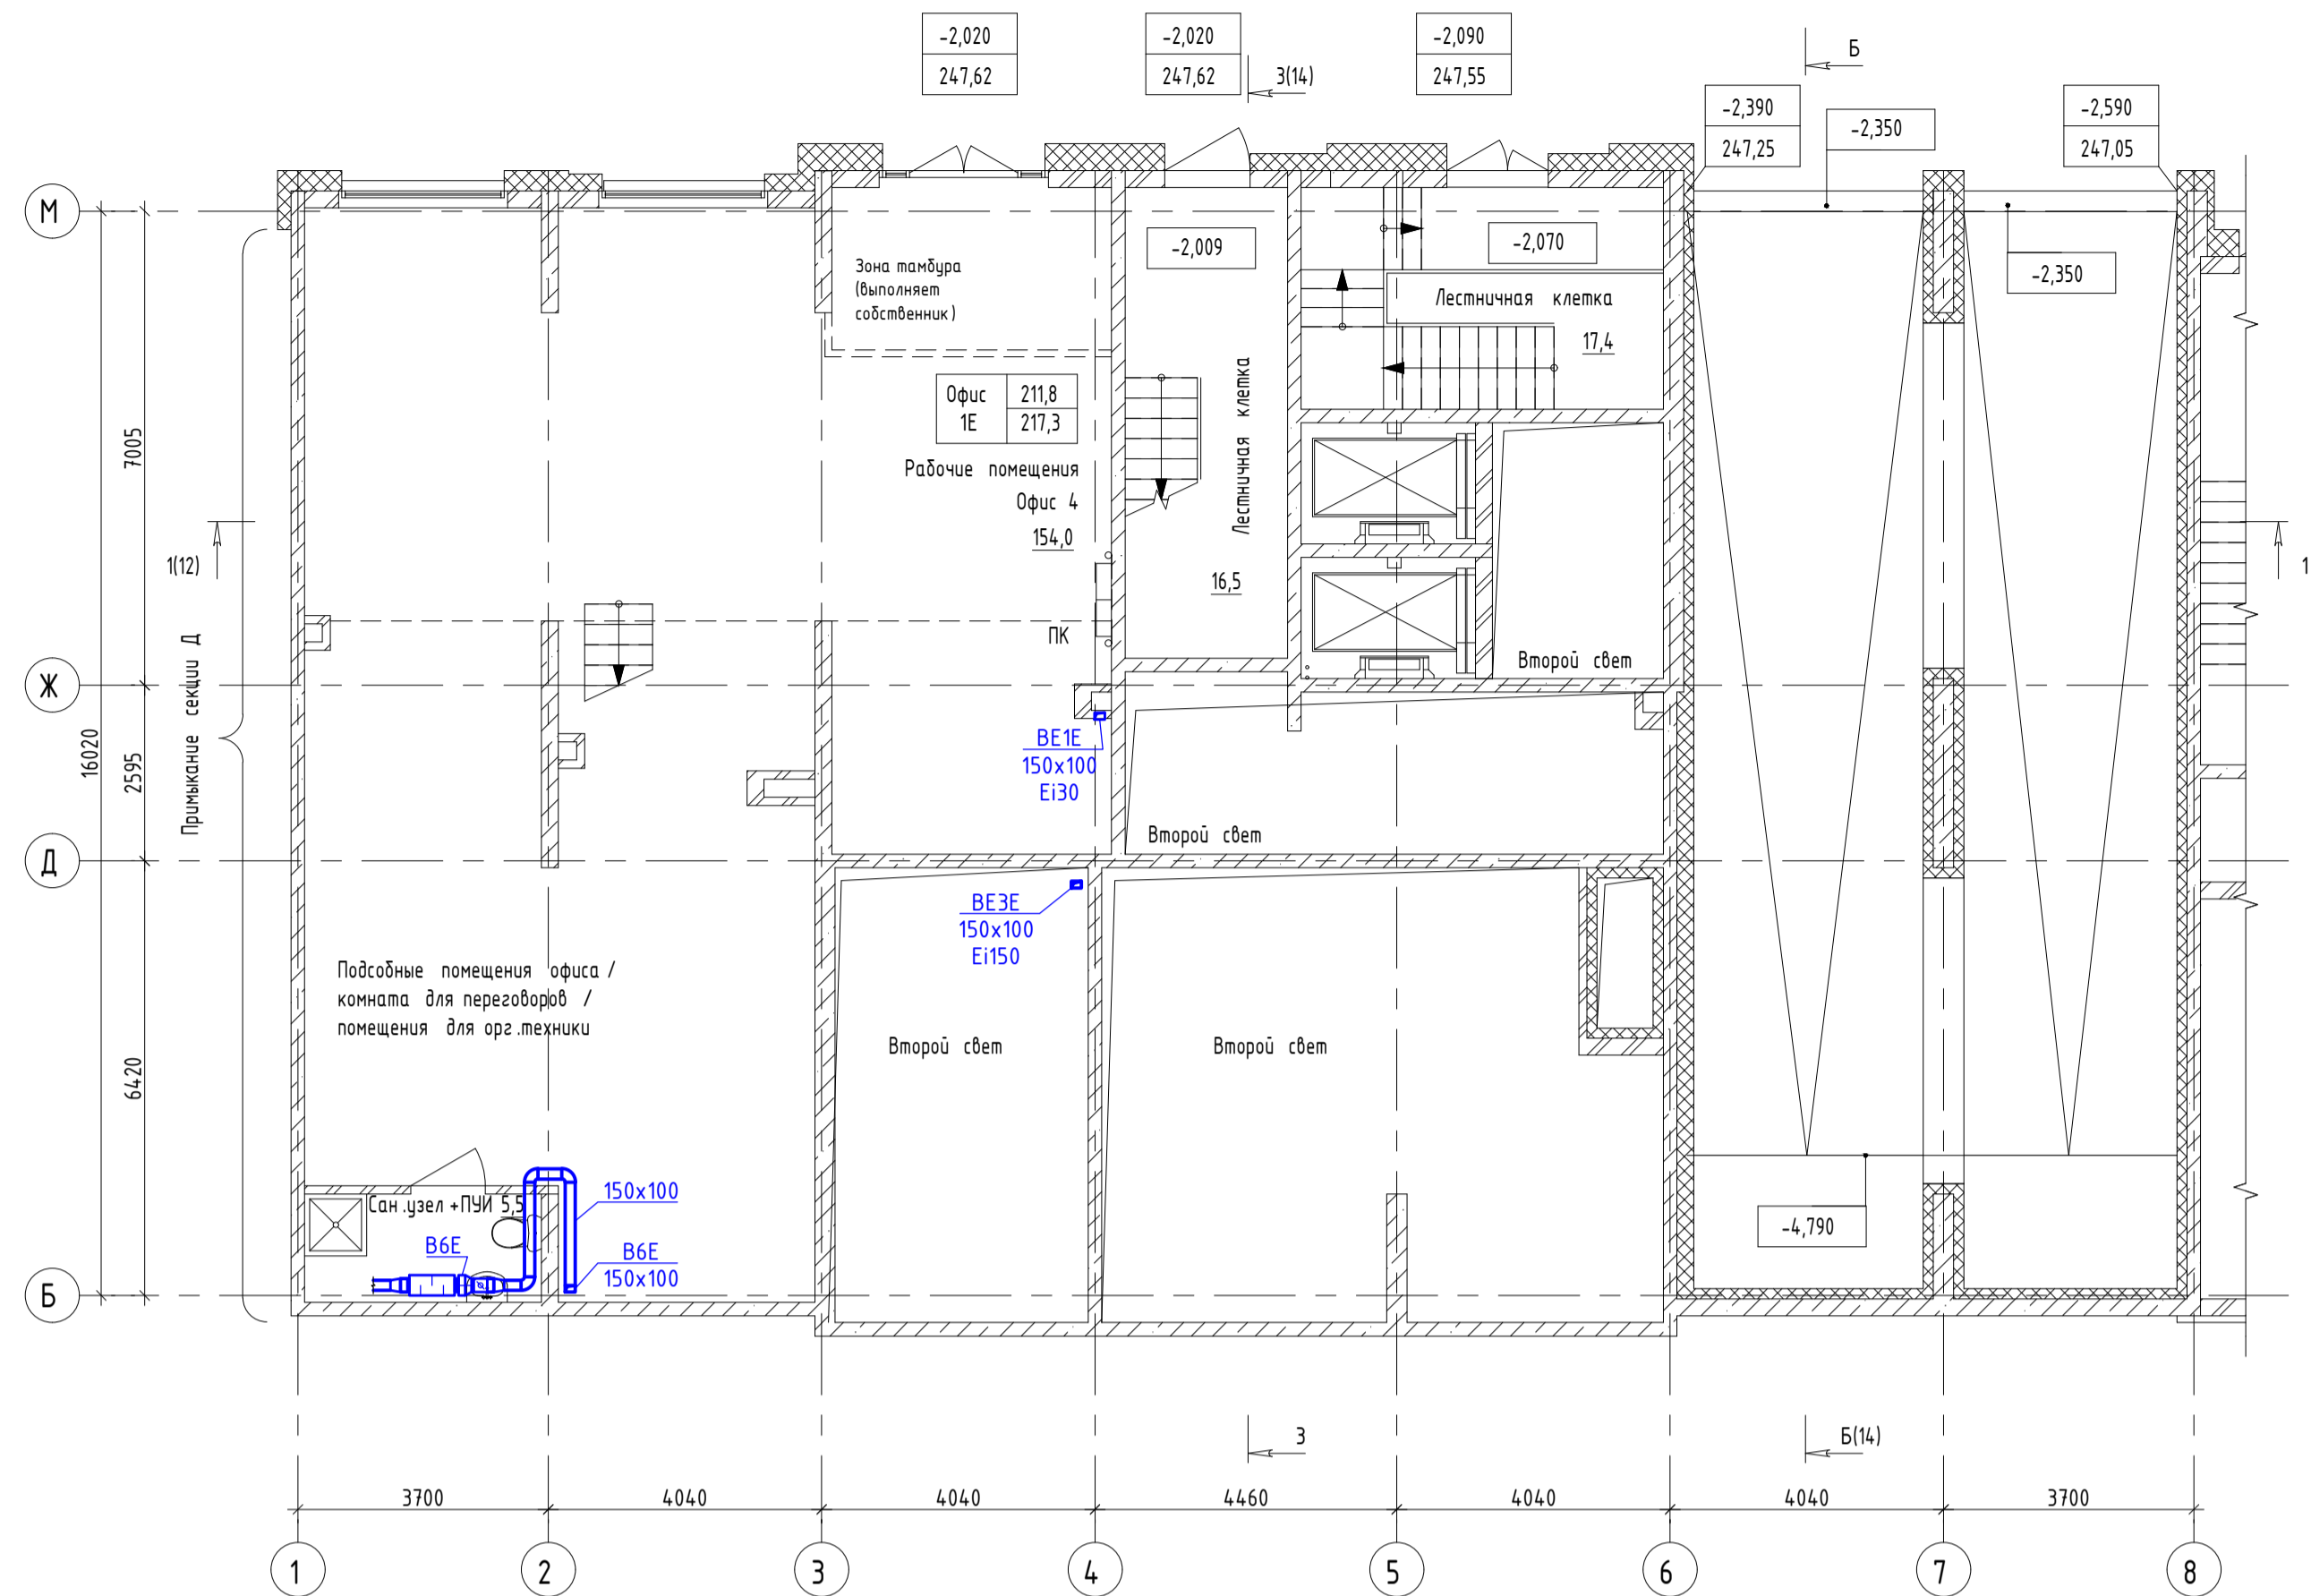 -2,020
247,62
-2,020
247,62
3(14)
-2,090
247,55
Б
-2,390
247,25
-2,350
-2,590
247,05
М
-2,009
-2,070
-2,350
Зона тамбура
(выполняет
собственник)
Лестничная клетка
17,4
Офис
1Е
211,8
217,3
Лестничная клетка
7005
Рабочие помещения
Офис 4
154,0
1(12)
1
16,5
ПК
Второй свет
Примыкание секции Д
Ж
16020
2595
ВЕ1Е
150х100
Ei30
Второй свет
Д
ВЕ3Е
150х100
Ei150
Подсобные помещения офиса /
комната для переговоров /
помещения для орг.техники
Второй свет
Второй свет
6420
Сан.узел +ПУИ 5,5
150х100
В6Е
В6Е
150х100
-4,790
Б
3
Б(14)
3700
4040
4040
4460
4040
4040
3700
1
2
3
4
5
6
7
8